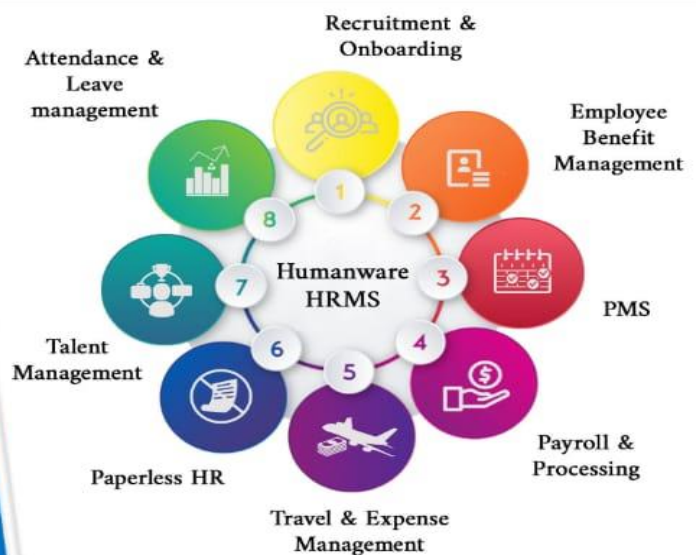 Recruitment &
Onboarding
1
Employee
Benefit
Management
2
PMS
3
Payroll &
Processing
4
$
Travel & Expense
Management
5
Paperless HR
6
Talent
Management
7
Attendance &
Leave
management
8
Humanware
HRMS